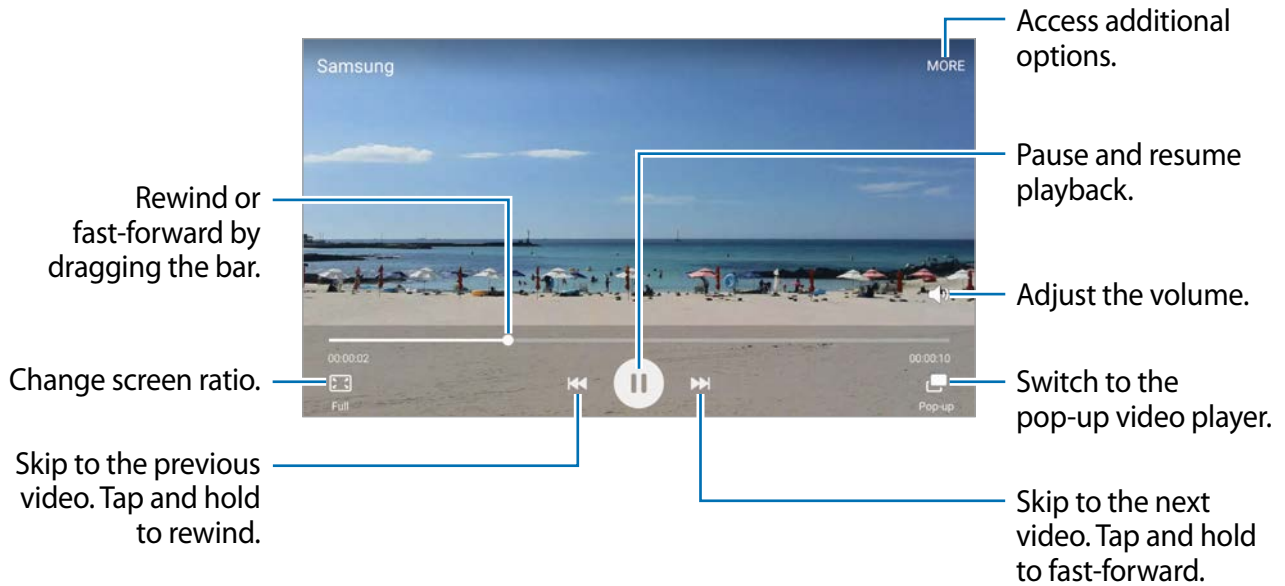 Access additional
options.
Samsung
MORE
Pause and resume
playback.
Rewind or
fast-forward by
dragging the bar.
Adjust the volume.
00:00:02
00:00:10
Change screen ratio.
Full
Pop-up
Switch to the
pop-up video player.
Skip to the previous
video. Tap and hold
to rewind.
Skip to the next
video. Tap and hold
to fast-forward.